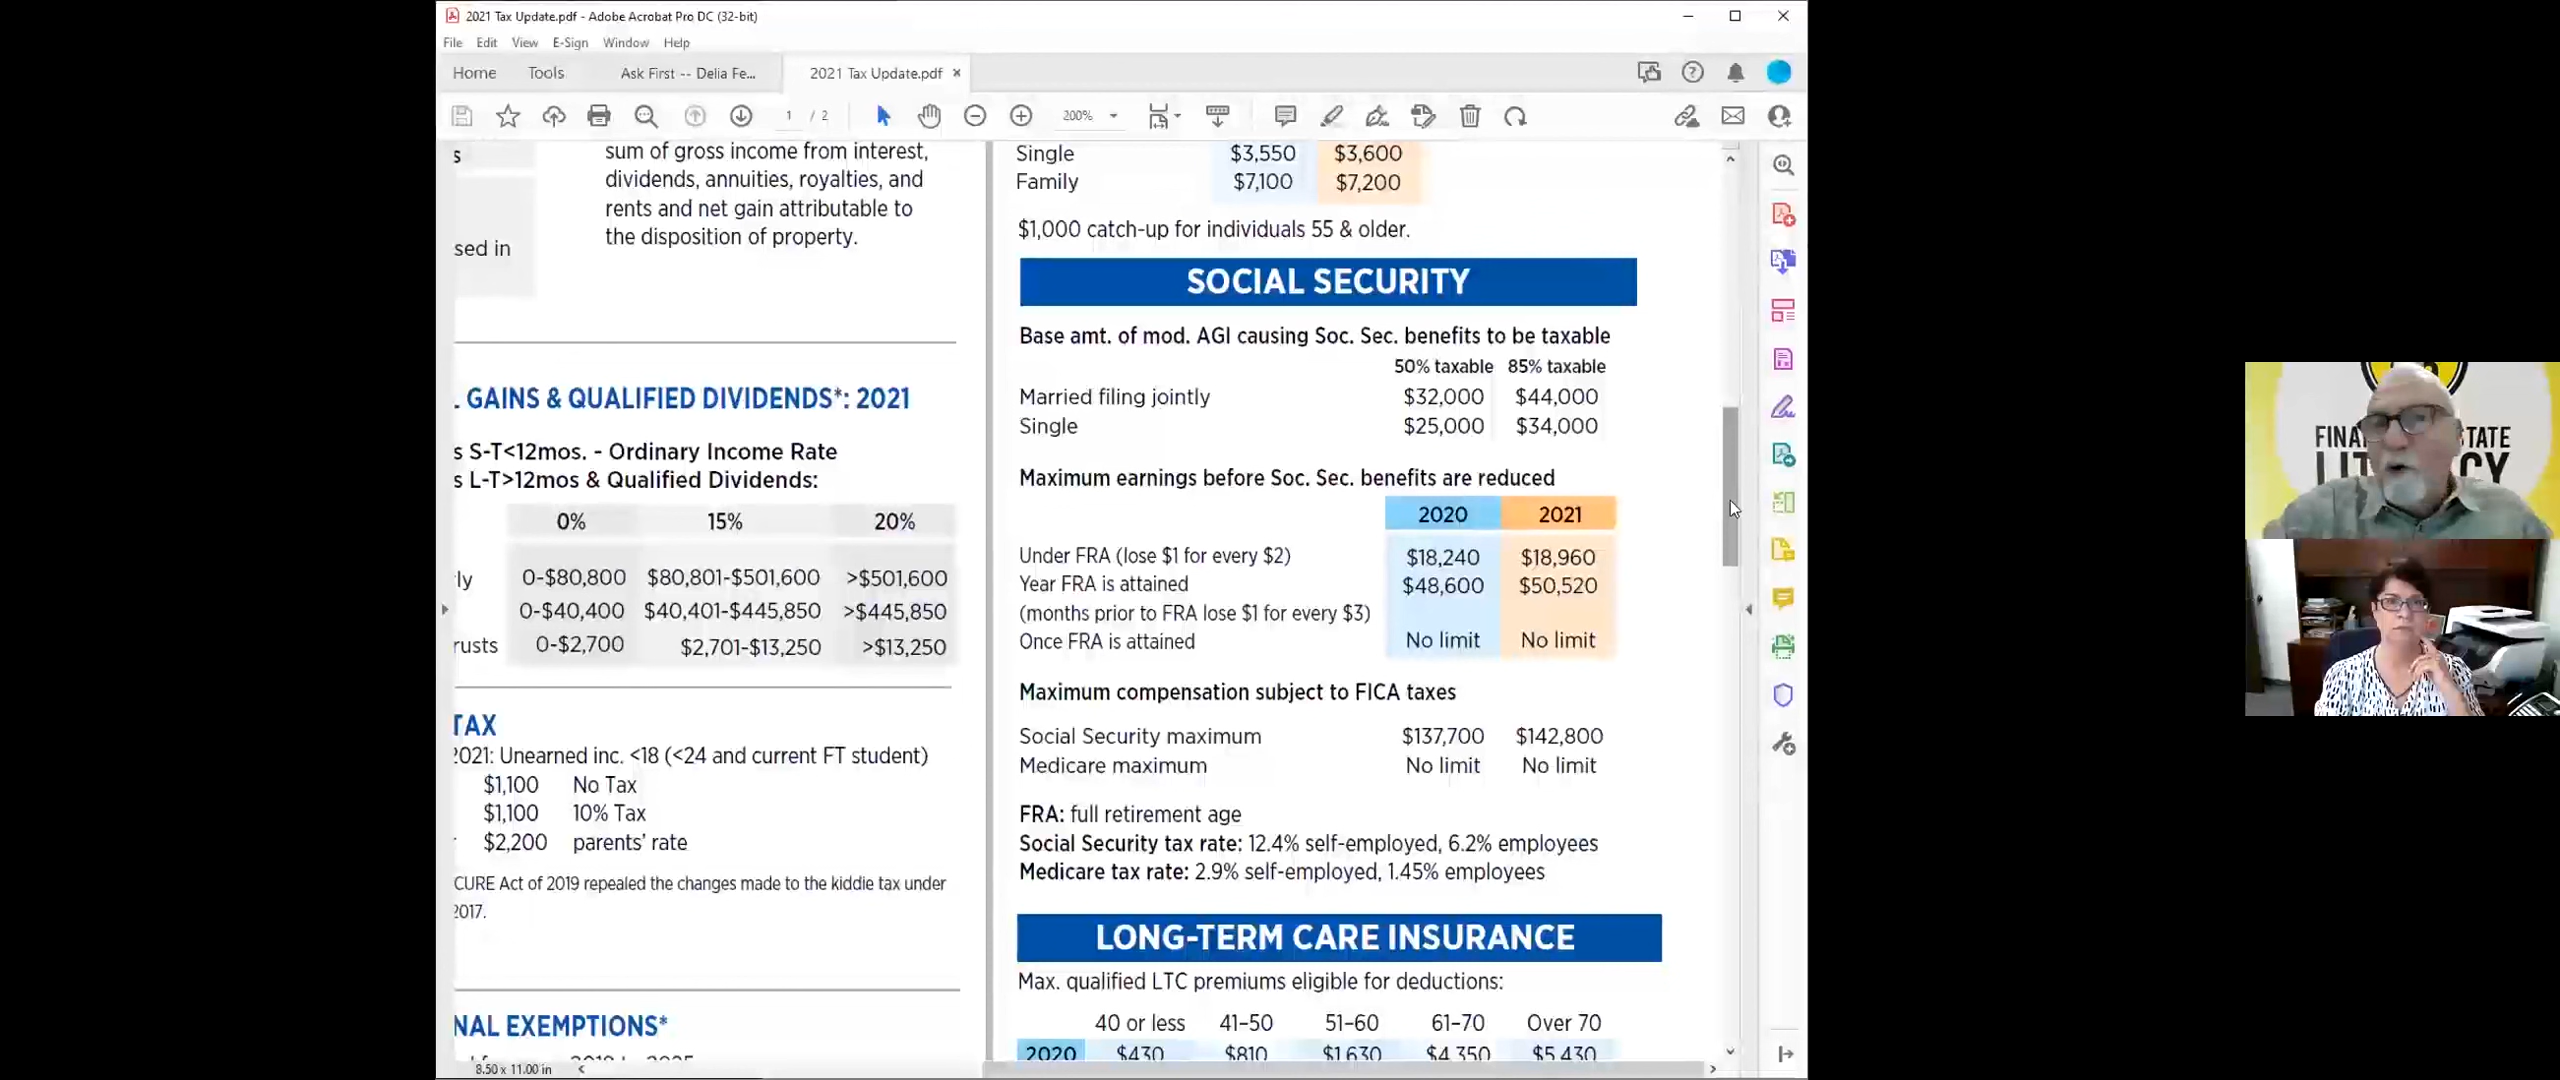 2021 Tax Update.pdf - Adobe Acrobat Pro DC (32-bit)
File Edit View E-Sign Window Help
Home Tools Ask First -- Delia Fe... 2021 Tax Update.pdf ×
1 / 2 200%
s
sum of gross income from interest,
dividends, annuities, royalties, and
rents and net gain attributable to
the disposition of property.
sed in
. GAINS & QUALIFIED DIVIDENDS*: 2021
s S-T<12mos. - Ordinary Income Rate
s L-T>12mos & Qualified Dividends:
0% 15% 20%
ly 0-$80,800 $80,801-$501,600 >$501,600
0-$40,400 $40,401-$445,850 >$445,850
rusts 0-$2,700 $2,701-$13,250 >$13,250
TAX
2021: Unearned inc. <18 (<24 and current FT student)
$1,100 No Tax
$1,100 10% Tax
$2,200 parents' rate
CURE Act of 2019 repealed the changes made to the kiddie tax under
2017.
NAL EXEMPTIONS*
8.50 x 11.00 in
Single $3,550 $3,600
Family $7,100 $7,200
$1,000 catch-up for individuals 55 & older.
SOCIAL SECURITY
Base amt. of mod. AGI causing Soc. Sec. benefits to be taxable
50% taxable 85% taxable
Married filing jointly $32,000 $44,000
Single $25,000 $34,000
Maximum earnings before Soc. Sec. benefits are reduced
2020 2021
Under FRA (lose $1 for every $2) $18,240 $18,960
Year FRA is attained $48,600 $50,520
(months prior to FRA lose $1 for every $3)
Once FRA is attained No limit No limit
Maximum compensation subject to FICA taxes
Social Security maximum $137,700 $142,800
Medicare maximum No limit No limit
FRA: full retirement age
Social Security tax rate: 12.4% self-employed, 6.2% employees
Medicare tax rate: 2.9% self-employed, 1.45% employees
LONG-TERM CARE INSURANCE
Max. qualified LTC premiums eligible for deductions:
40 or less 41–50 51–60 61–70 Over 70
2020 $430 $810 $1,630 $4,350 $5,430
FINA TATE
LIT CY